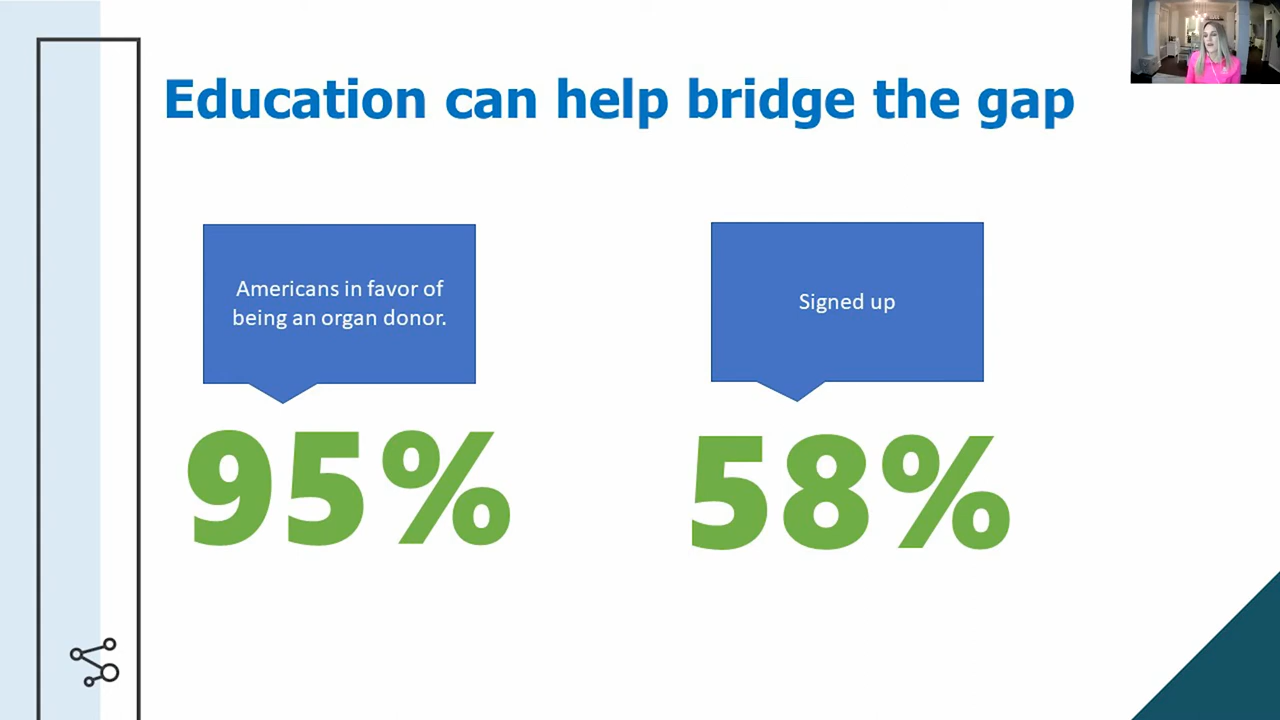 Education can help bridge the gap
Americans in favor of
being an organ donor.
Signed up
95%
58%